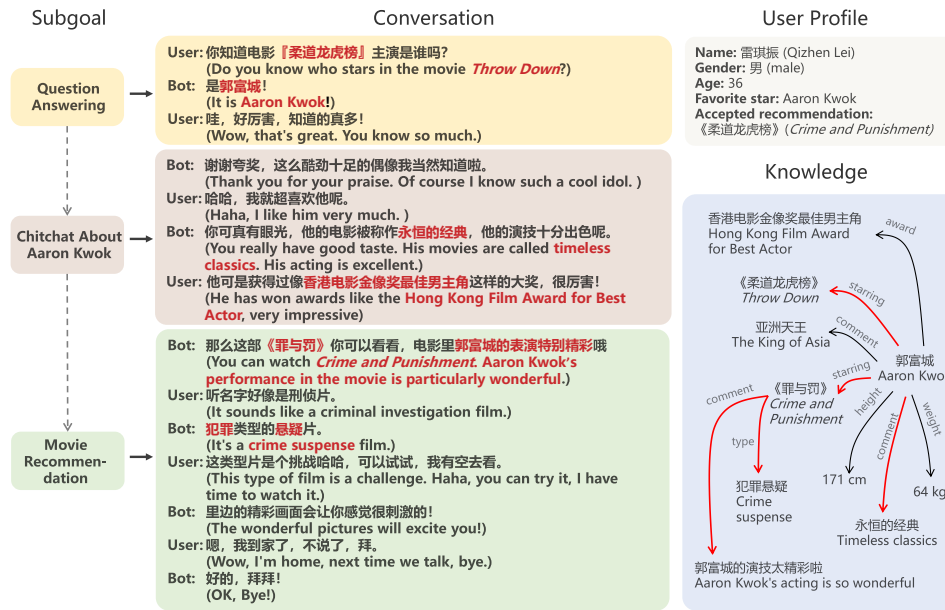 Subgoal
Conversation
User Profile
Question
Answering
User: 你知道电影『柔道龙虎榜』主演是谁吗?
(Do you know who stars in the movie Throw Down?)
Bot: 是郭富城!
(It is Aaron Kwok!)
User: 哇，好厉害，知道的真多!
(Wow, that's great. You know so much.)
Chitchat About
Aaron Kwok
Bot: 谢谢夸奖，这么酷劲十足的偶像我当然知道啦。
(Thank you for your praise. Of course I know such a cool idol. )
User: 哈哈，我就超喜欢他呢。
(Haha, I like him very much. )
Bot: 你可真有眼光，他的电影被称作永恒的经典，他的演技十分出色呢。
(You really have good taste. His movies are called timeless
classics. His acting is excellent.)
User: 他可是获得过像香港电影金像奖最佳男主角这样的大奖，很厉害!
(He has won awards like the Hong Kong Film Award for Best
Actor, very impressive)
Movie
Recommen-
dation
Bot: 那么这部《罪与罚》你可以看看，电影里郭富城的表演特别精彩哦
(You can watch Crime and Punishment. Aaron Kwok's
performance in the movie is particularly wonderful.)
User: 听名字好像是刑侦片。
(It sounds like a criminal investigation film.)
Bot: 犯罪类型的悬疑片。
(It's a crime suspense film.)
User: 这类型片是个挑战哈哈，可以试试，我有空去看。
(This type of film is a challenge. Haha, you can try it, I have
time to watch it.)
Bot: 里边的精彩画面会让你感觉很刺激的!
(The wonderful pictures will excite you!)
User: 嗯，我到家了，不说了，拜。
(Wow, I'm home, next time we talk, bye.)
Bot: 好的，拜拜!
(OK, Bye!)
Name: 雷琪振 (Qizhen Lei)
Gender: 男 (male)
Age: 36
Favorite star: Aaron Kwok
Accepted recommendation:
《柔道龙虎榜》(Crime and Punishment)
Knowledge
香港电影金像奖最佳男主角
Hong Kong Film Award
for Best Actor
award
《柔道龙虎榜》
Throw Down
starring
亚洲天王
The King of Asia
comment
郭富城
Aaron Kwo
starring
《罪与罚》
Crime and
Punishment
comment
type
height
comment
weight
犯罪悬疑
Crime
suspense
171 cm
64 kg
永恒的经典
Timeless classics
郭富城的演技太精彩啦
Aaron Kwok's acting is so wonderful